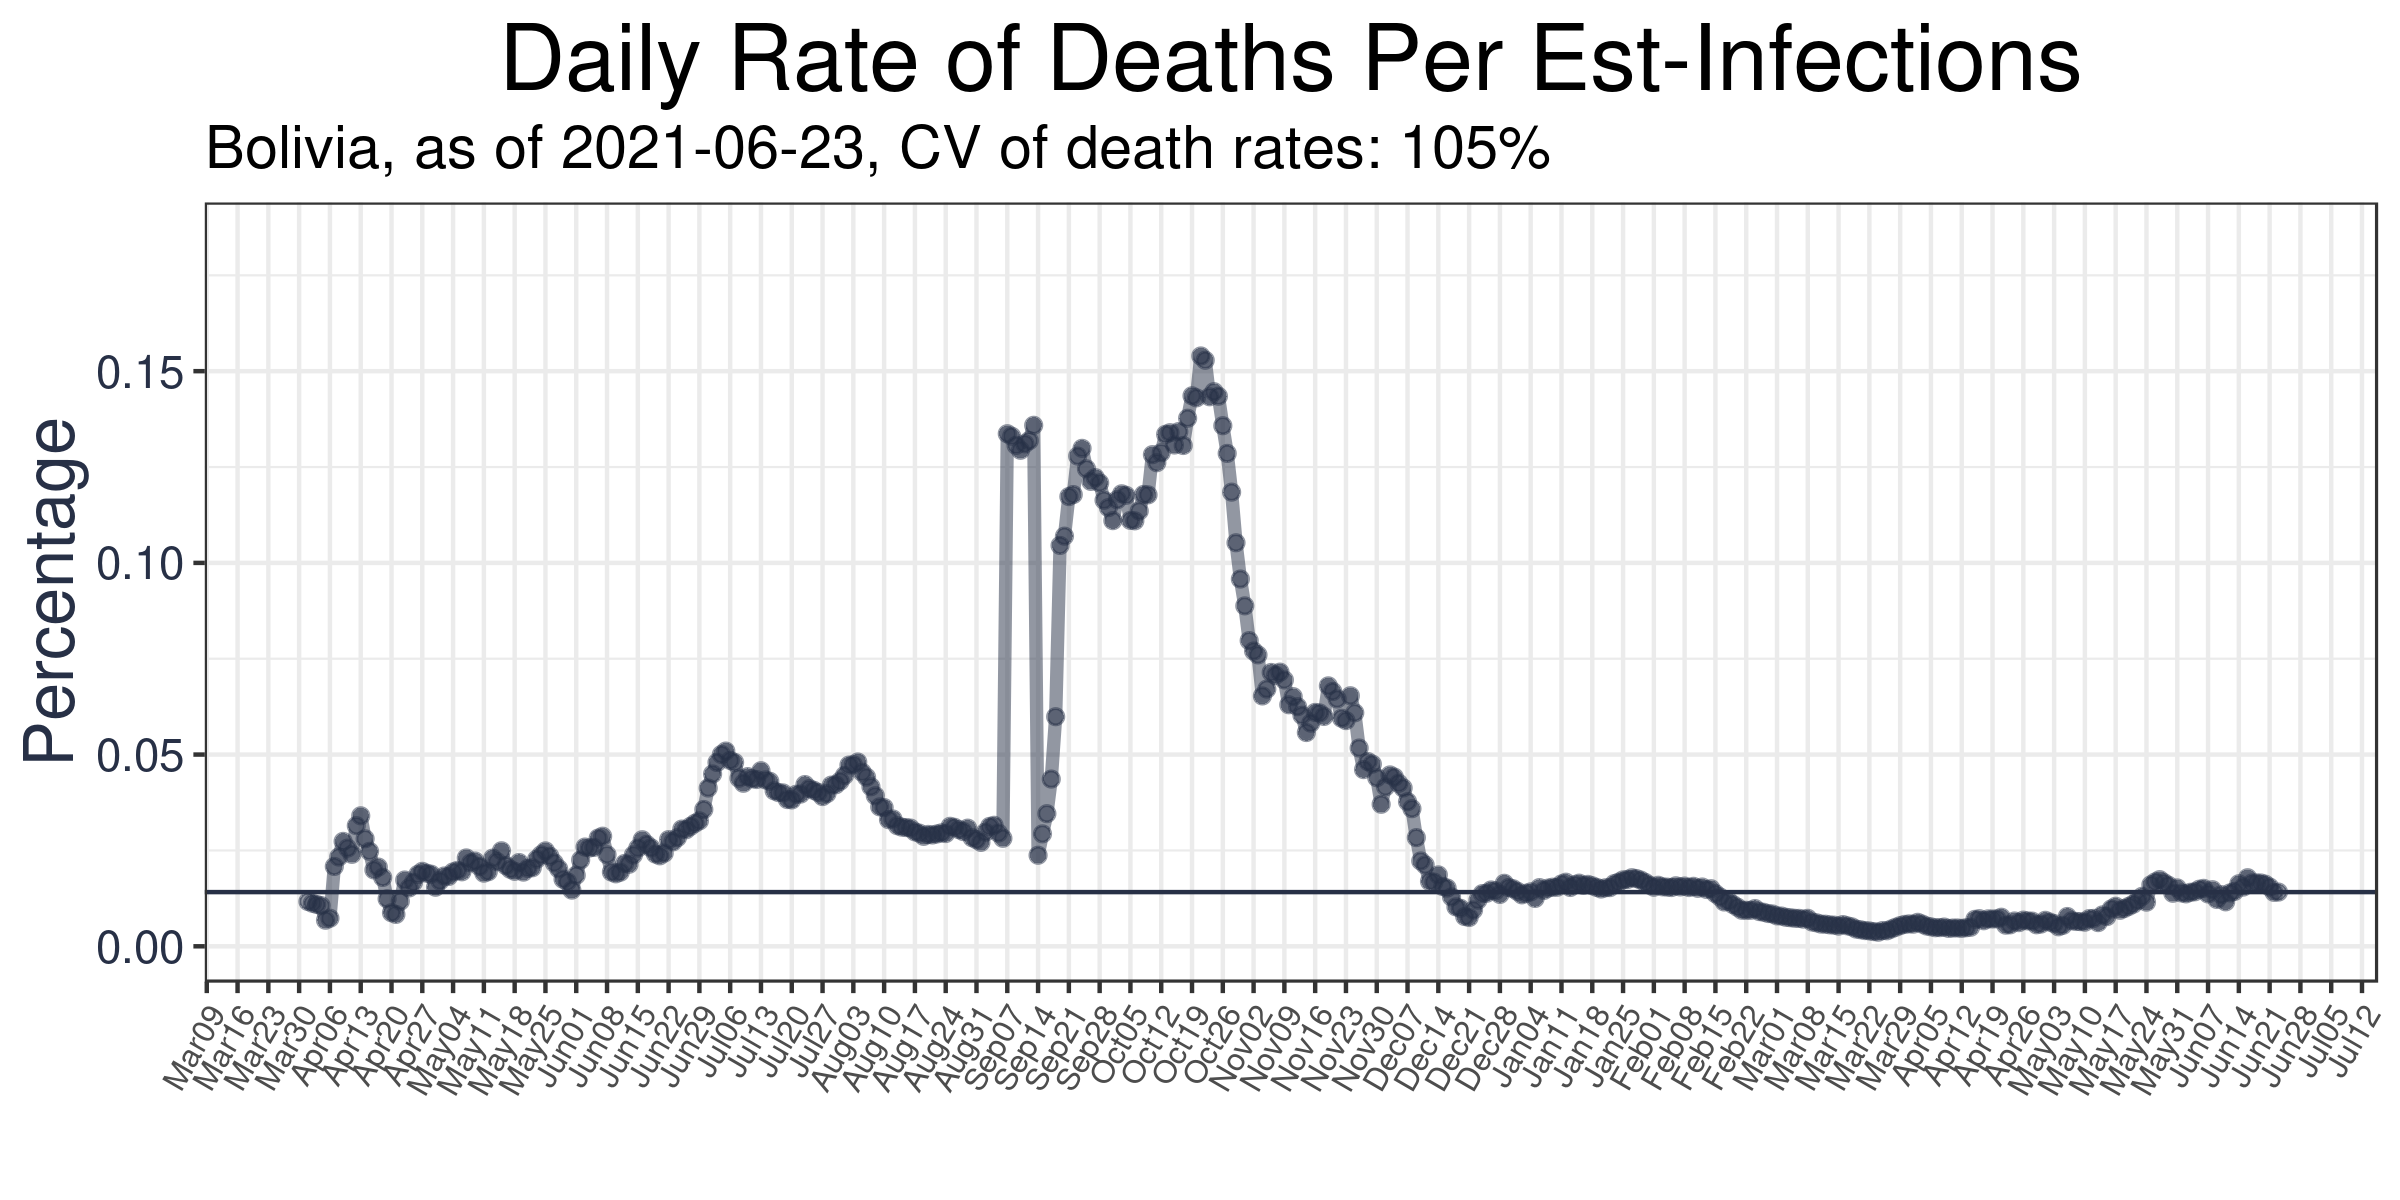 Daily Rate of Deaths Per Est-Infections
Bolivia, as of 2021-06-23, CV of death rates: 105%
Percentage
0.15
0.10
0.05
0.00
Mar09
Mar16
Mar23
Mar30
Apr06
Apr13
Apr20
Apr27
May04
May11
May18
May25
Jun01
Jun08
Jun15
Jun22
Jun29
Jul06
Jul13
Jul20
Jul27
Aug03
Aug10
Aug17
Aug24
Aug31
Sep07
Sep14
Sep21
Sep28
Oct05
Oct12
Oct19
Oct26
Nov02
Nov09
Nov16
Nov23
Nov30
Dec07
Dec14
Dec21
Dec28
Jan04
Jan11
Jan18
Jan25
Feb01
Feb08
Feb15
Feb22
Mar01
Mar08
Mar15
Mar22
Mar29
Apr05
Apr12
Apr19
Apr26
May03
May10
May17
May24
May31
Jun07
Jun14
Jun21
Jun28
Jul05
Jul12